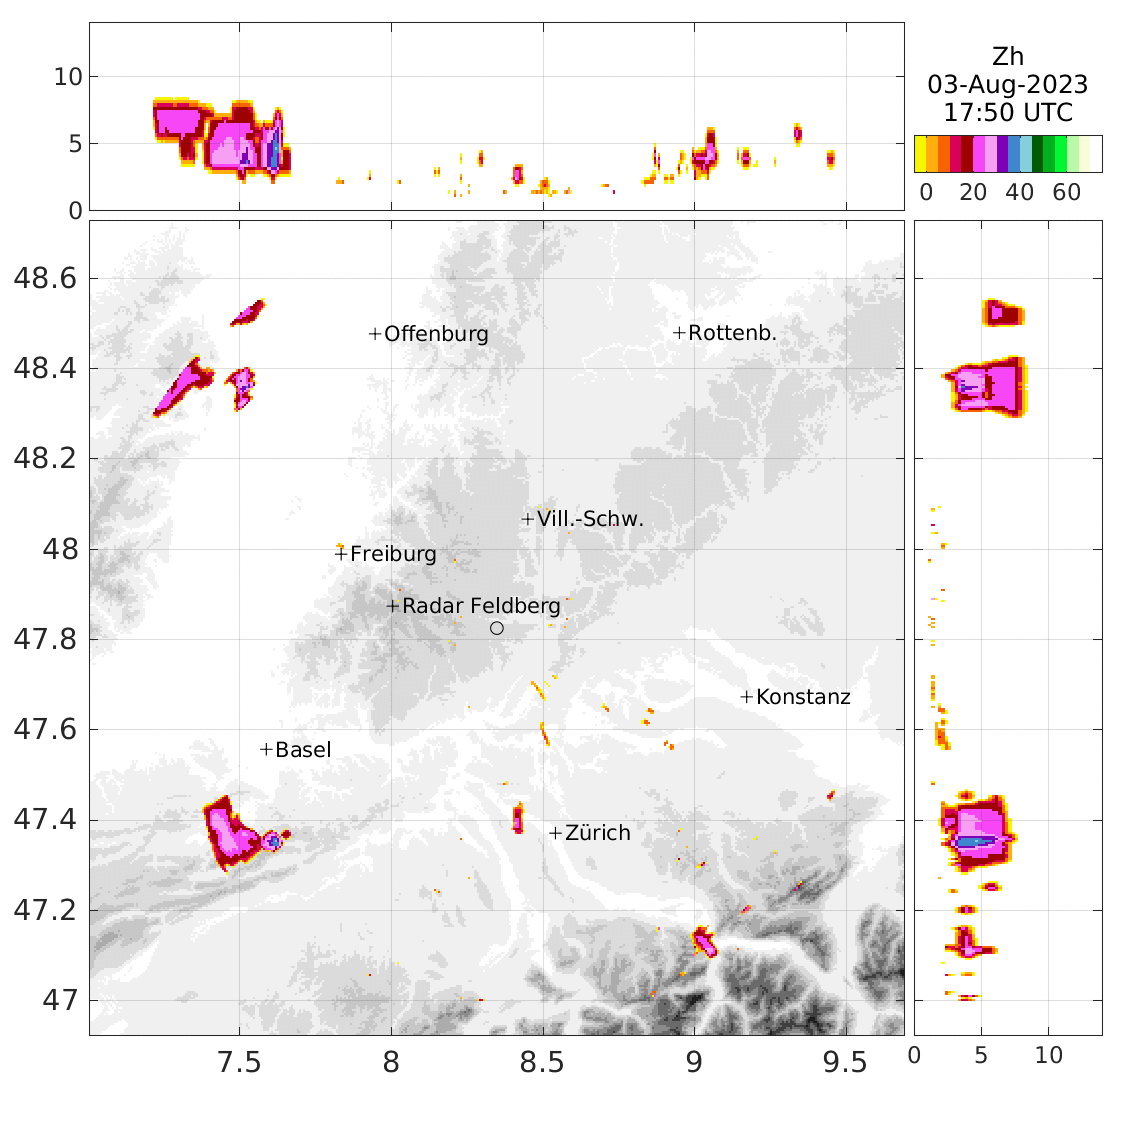 Zh
03-Aug-2023
17:50 UTC
0 20 40 60
10
5
0
48.6
48.4
48.2
48
47.8
47.6
47.4
47.2
47
+Offenburg
+Rottenb.
+Vill.-Schw.
+Freiburg
+Radar Feldberg
+Konstanz
+Basel
+Zürich
7.5 8 8.5 9 9.5
0 5 10